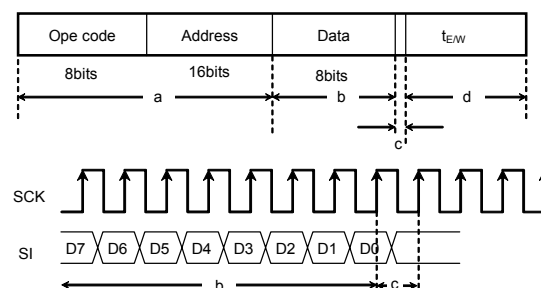 Ope code Address Data tE/W
8bits 16bits 8bits
a b d
c
SCK
SI D7 D6 D5 D4 D3 D2 D1 D0
b c